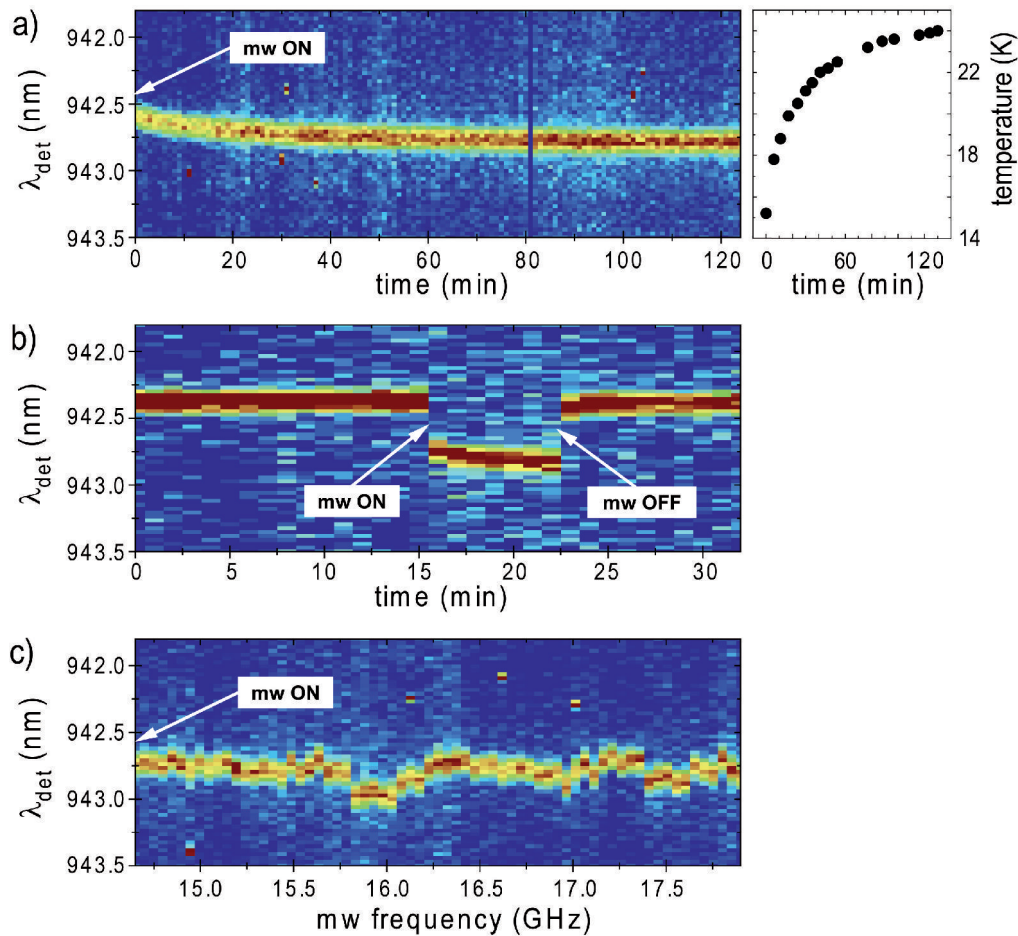 a)
942.0
942.5
943.0
943.5
λdet (nm)
mw ON
0 20 40 60 80 100 120
time (min)
22
18
14
temperature (K)
0 60 120
time (min)
b)
942.0
942.5
943.0
943.5
λdet (nm)
mw ON
mw OFF
0 5 10 15 20 25 30
time (min)
c)
942.0
942.5
943.0
943.5
λdet (nm)
mw ON
15.0 15.5 16.0 16.5 17.0 17.5
mw frequency (GHz)